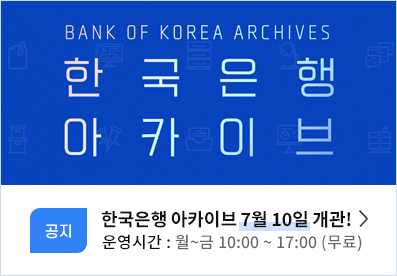 BANK OF KOREA ARCHIVES
한국은행
아카이브
공지
한국은행 아카이브 7월 10일 개관!
운영시간 : 월~금 10:00 ~ 17:00 (무료)